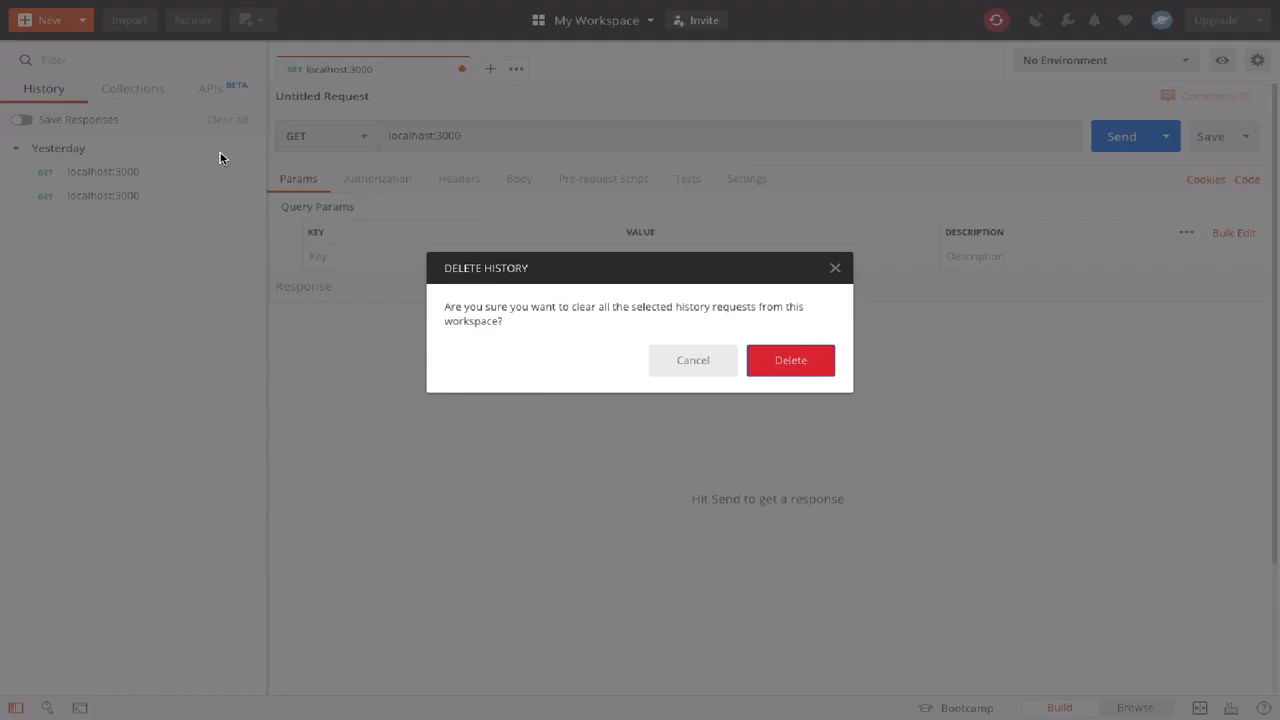 New
Import
Runner
My Workspace
Invite
Upgrade
Filter
GET localhost:3000
No Environment
History
Collections
APIs BETA
Untitled Request
Comments (0)
Save Responses
Clear all
GET
localhost:3000
Send
Save
Yesterday
GET localhost:3000
GET localhost:3000
Params
Authorization
Headers
Body
Pre-request Script
Tests
Settings
Cookies
Code
Query Params
KEY
VALUE
DESCRIPTION
Bulk Edit
Key
Description
Response
DELETE HISTORY
Are you sure you want to clear all the selected history requests from this
workspace?
Cancel
Delete
Hit Send to get a response
Bootcamp
Build
Browse